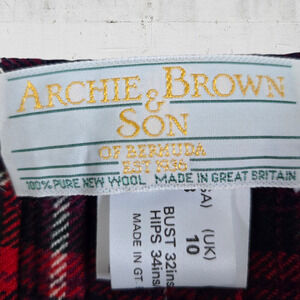 ARCHIE BROWN
&
SON
OF BERMUDA
EST 1936
100% PURE NEW WOOL MADE IN GREAT BRITAIN
(UK)
10
BUST 32ins
HIPS 34ins
MADE IN GT